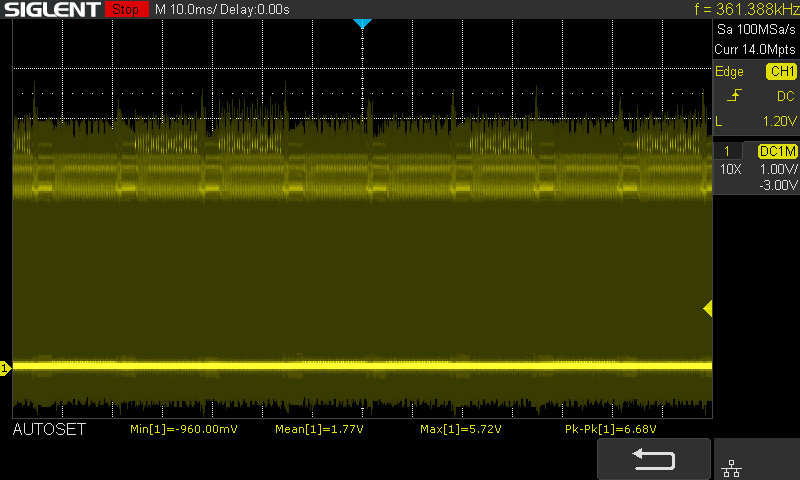 SIGLENT Stop M 10.0ms/ Delay:0.00s f = 361.388kHz
Sa 100MSa/s
Curr 14.0Mpts
Edge CH1
DC
L 1.20V
1 DC1M
10X 1.00V/
-3.00V
1
AUTOSET Min[1]=-960.00mV Mean[1]=1.77V Max[1]=5.72V Pk-Pk[1]=6.68V